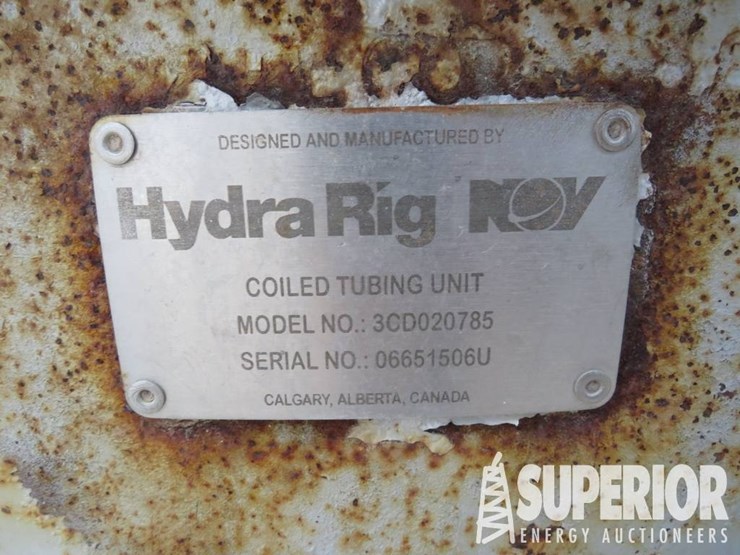 DESIGNED AND MANUFACTURED BY
Hydra Rig NOV
COILED TUBING UNIT
MODEL NO.: 3CD020785
SERIAL NO.: 06651506U
CALGARY, ALBERTA, CANADA
SUPERIOR
ENERGY AUCTIONEERS